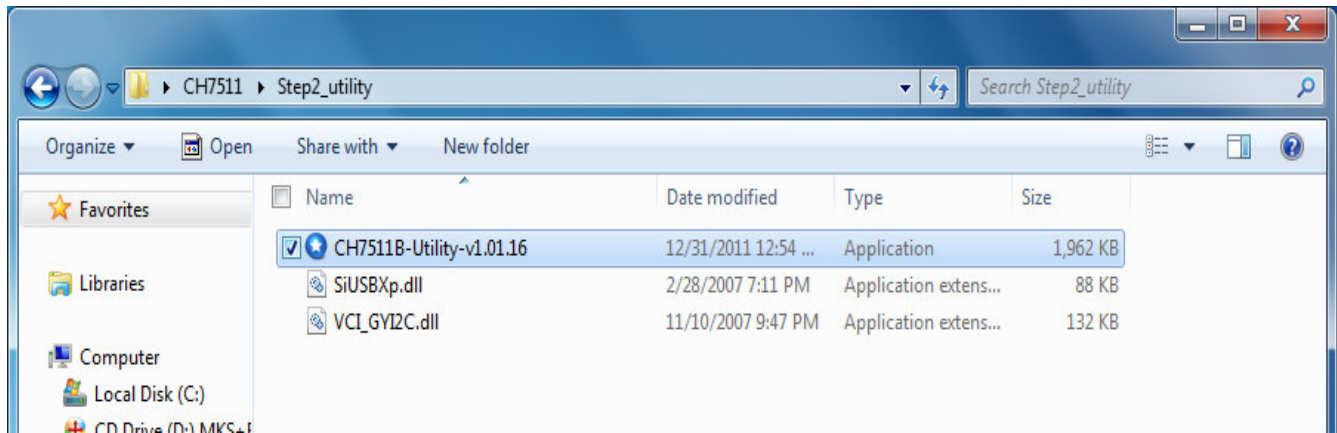 CH7511 Step2_utility
Search Step2_utility
Organize Open Share with New folder
Name Date modified Type Size
Favorites
CH7511B-Utility-v1.01.16 12/31/2011 12:54 ... Application 1,962 KB
Libraries
SiUSBXp.dll 2/28/2007 7:11 PM Application extens... 88 KB
VCI_GYI2C.dll 11/10/2007 9:47 PM Application extens... 132 KB
Computer
Local Disk (C:)
CD Drive (D:) MKS+